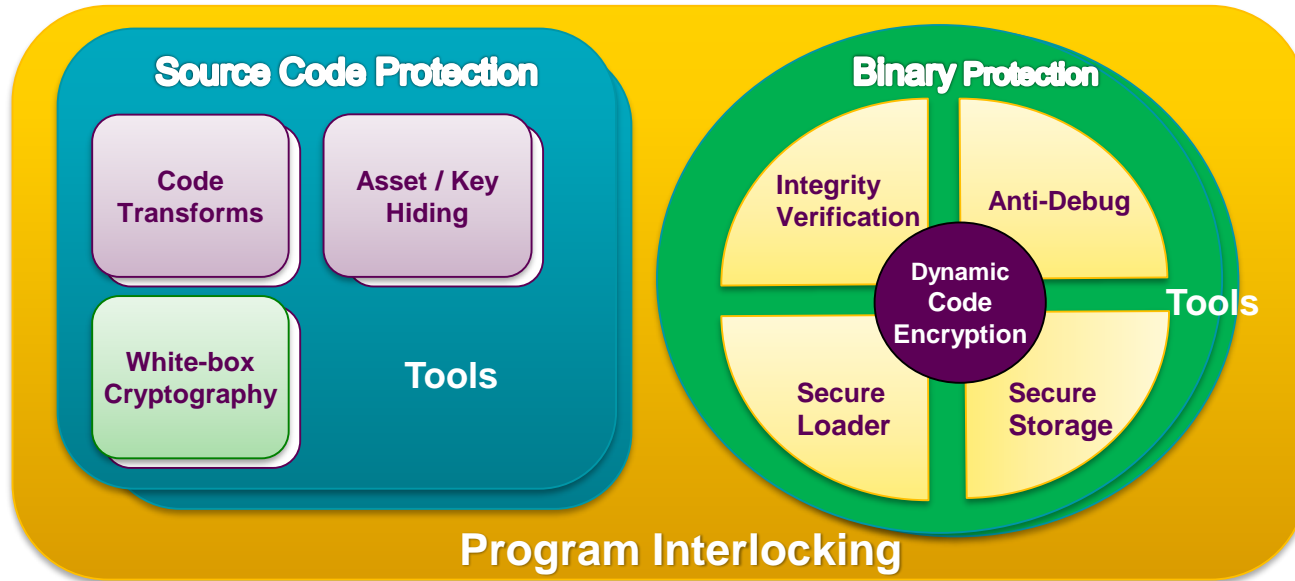 Source Code Protection
Code
Transforms
Asset / Key
Hiding
White-box
Cryptography
Tools
Binary Protection
Integrity
Verification
Anti-Debug
Dynamic
Code
Encryption
Tools
Secure
Loader
Secure
Storage
Program Interlocking